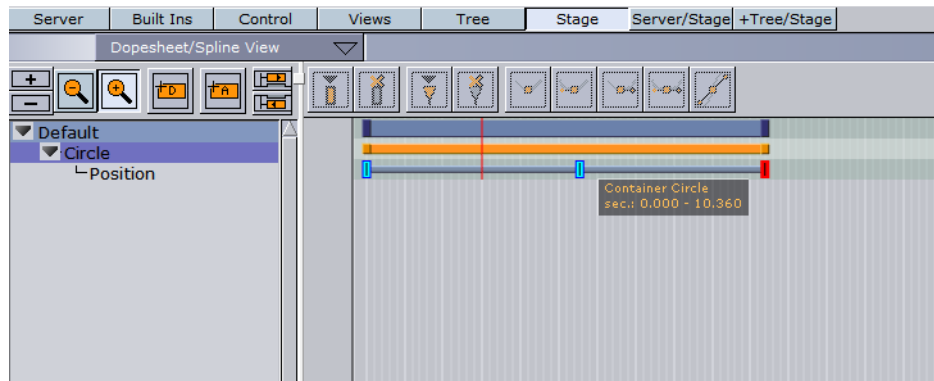 Server Built Ins Control Views Tree Stage Server/Stage +Tree/Stage
Dopesheet/Spline View
D A
Default
Circle
Position
Container Circle
sec.: 0.000 - 10.360